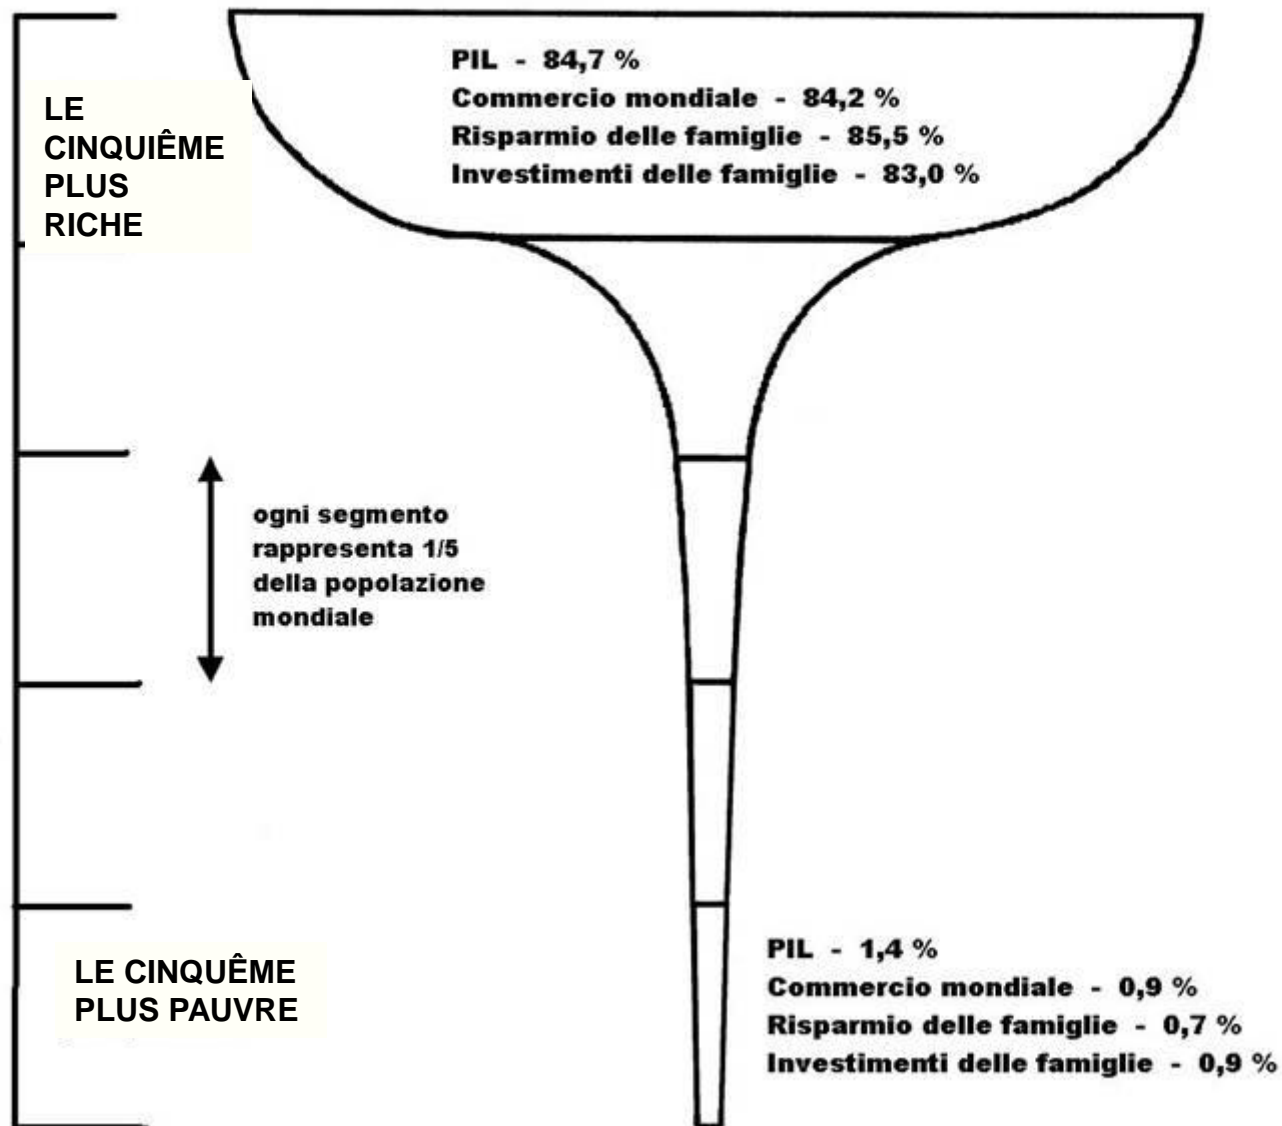 PIL - 84,7 %
Commercio mondiale - 84,2 %
Risparmio delle famiglie - 85,5 %
Investimenti delle famiglie - 83,0 %
LE
CINQUIÊME
PLUS
RICHE
ogni segmento
rappresenta 1/5
della popolazione
mondiale
LE CINQUÊME
PLUS PAUVRE
PIL - 1,4 %
Commercio mondiale - 0,9 %
Risparmio delle famiglie - 0,7 %
Investimenti delle famiglie - 0,9 %